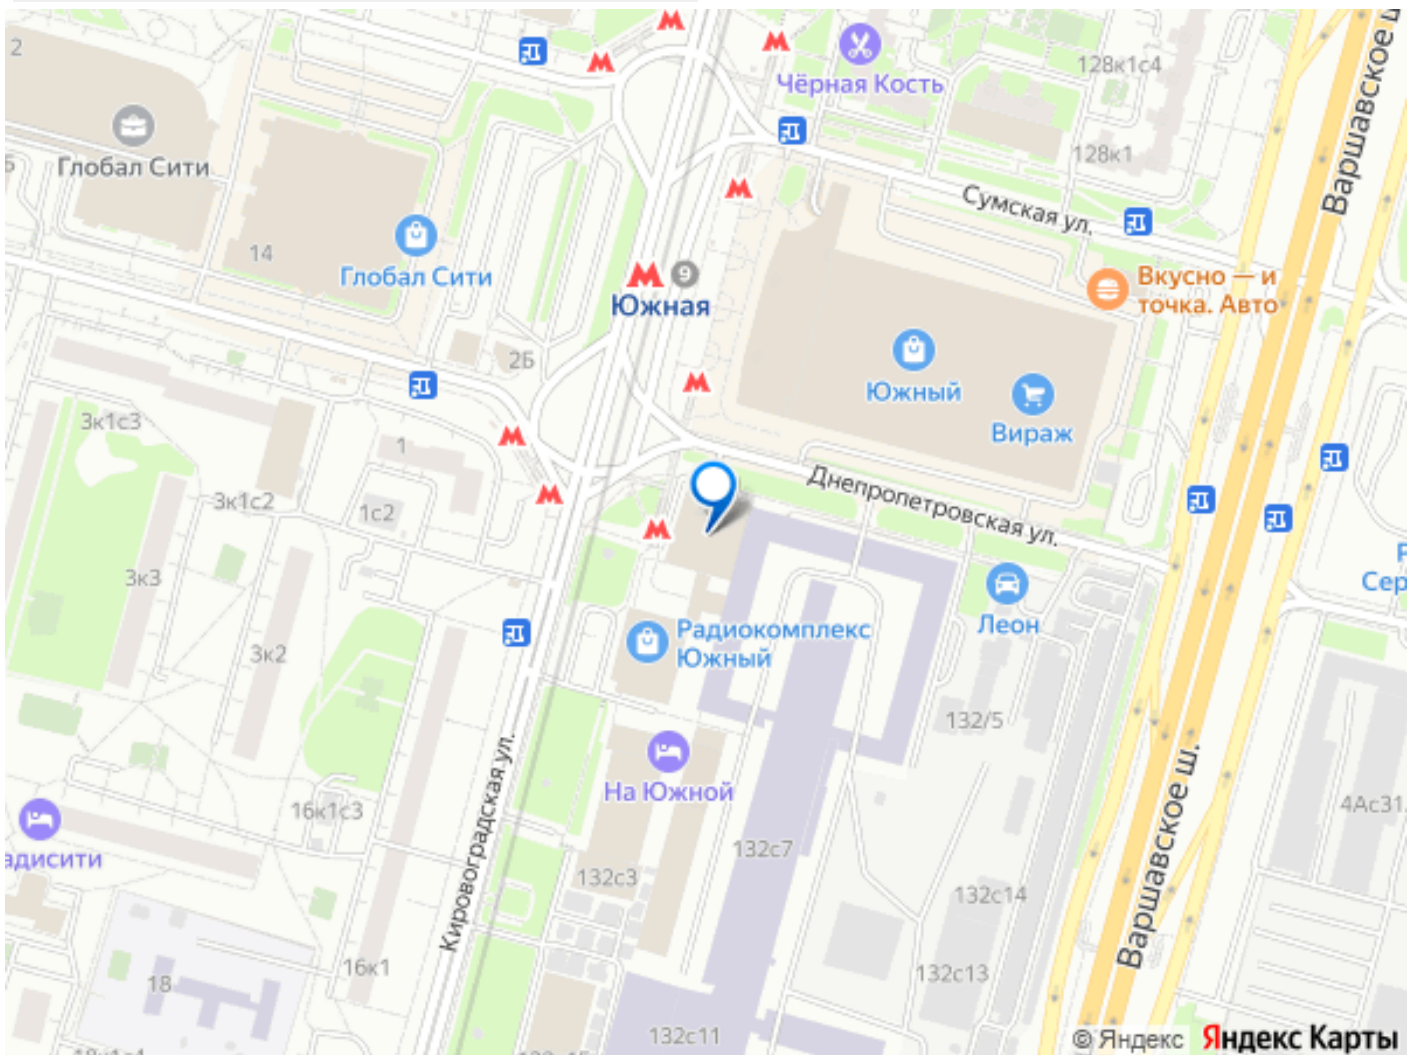 2
Чёрная Кость
128к1с4
Варшавское ш.
Глобал Сити
128к1
Сумская ул.
14
Глобал Сити
9
Южная
Вкусно — и
точка. Авто
2Б
Южный
Вираж
3к1с3
1
3к1с2
1с2
Днепропетровская ул.
3к3
Леон
Радиокомплекс
Южный
3к2
132/5
На Южной
Кировоградская ул.
Варшавское ш.
16к1с3
132с7
132с3
132с14
16к1
132с13
18
132с11
© Яндекс Яндекс Карты